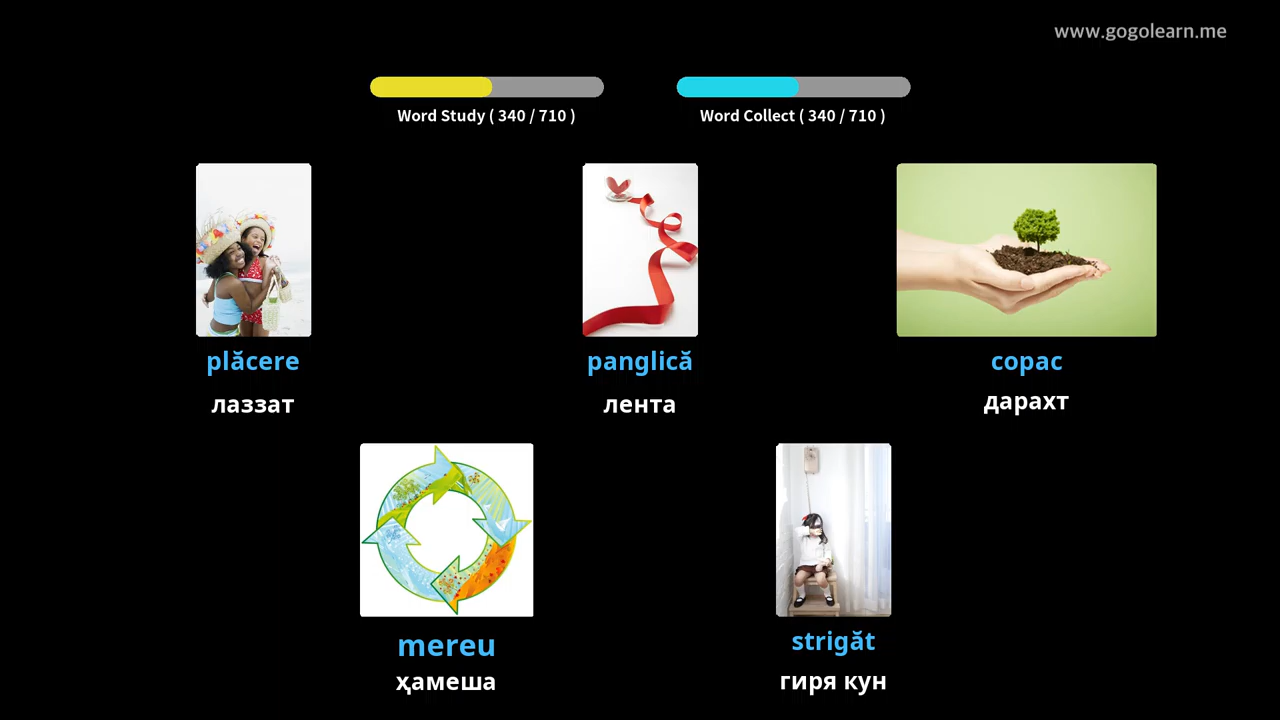 www.gogolearn.me
Word Study ( 340 / 710 )
Word Collect ( 340 / 710 )
plăcere
лаззат
panglică
лента
copac
дарахт
mereu
ҳамеша
strigăt
гиря кун